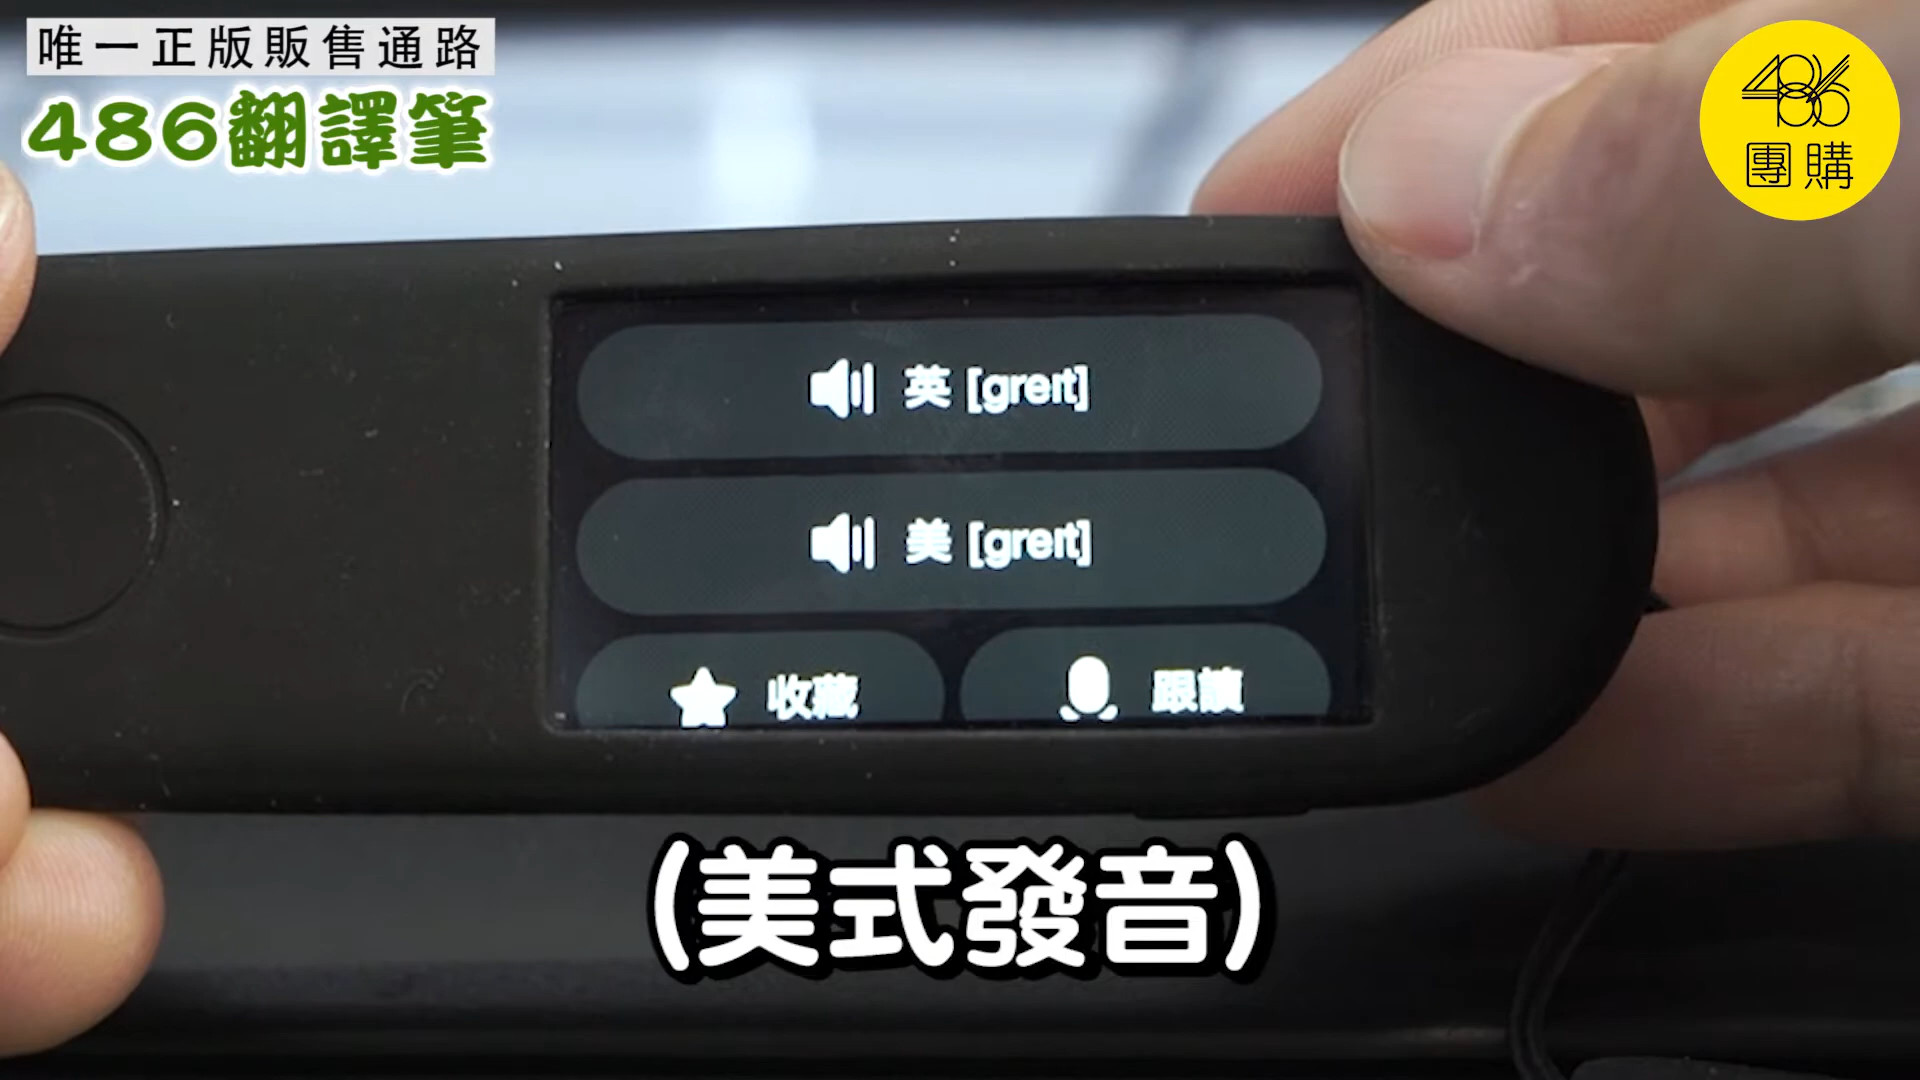 唯一正版販售通路
486翻譯筆
486
團購
英 [greɪt]
美 [greɪt]
收藏
跟讀
(美式發音)